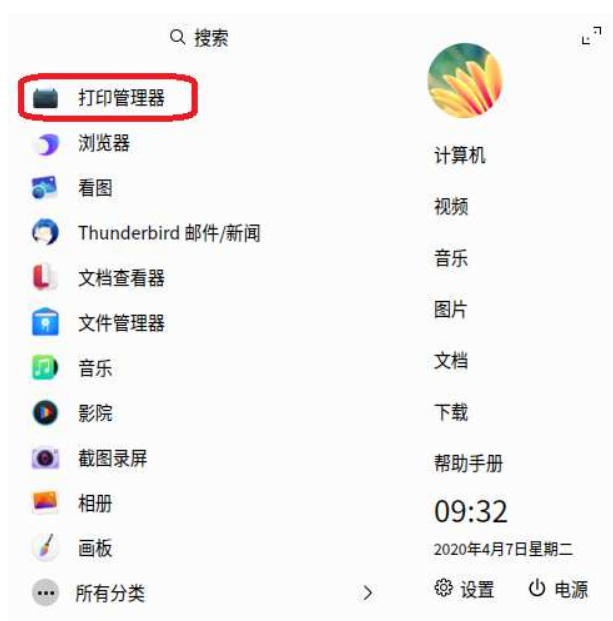 搜索
打印管理器
浏览器
看图
Thunderbird 邮件/新闻
文档查看器
文件管理器
音乐
影院
截图录屏
相册
画板
所有分类
计算机
视频
音乐
图片
文档
下载
帮助手册
09:32
2020年4月7日星期二
设置
电源